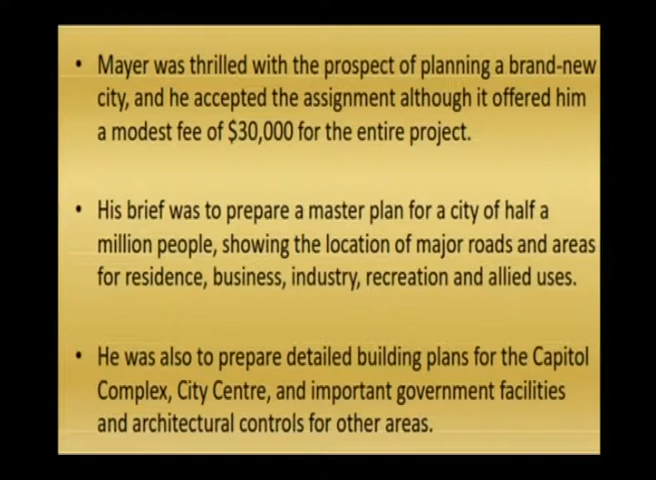 • Mayer was thrilled with the prospect of planning a brand-new
city, and he accepted the assignment although it offered him
a modest fee of $30,000 for the entire project.
• His brief was to prepare a master plan for a city of half a
million people, showing the location of major roads and areas
for residence, business, industry, recreation and allied uses.
• He was also to prepare detailed building plans for the Capitol
Complex, City Centre, and important government facilities
and architectural controls for other areas.